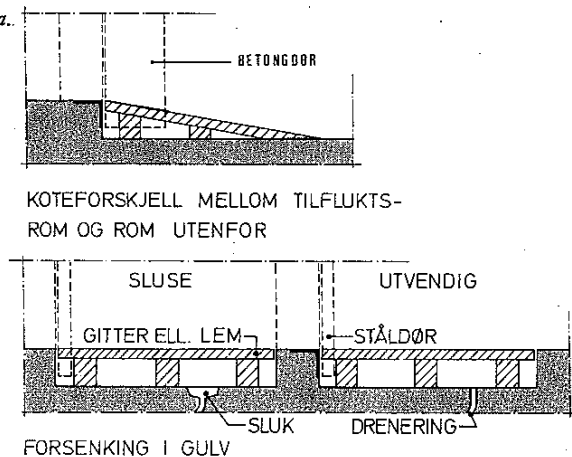 a.
BETONGDØR
KOTEFORSKJELL MELLOM TILFLUKTS-
ROM OG ROM UTENFOR
SLUSE
UTVENDIG
GITTER ELL. LEM
STÅLDØR
SLUK
DRENERING
FORSENKING I GULV